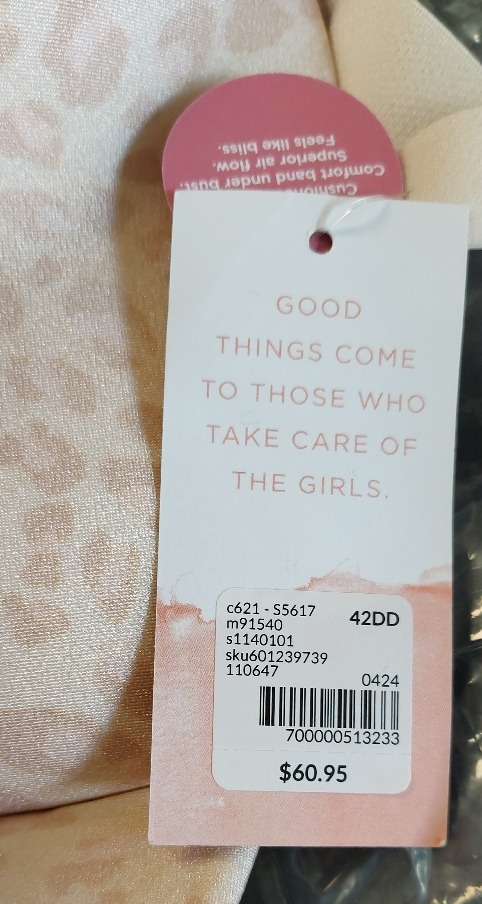 Feels like bliss.
Superior air flow.
Comfort band under bust.
GOOD
THINGS COME
TO THOSE WHO
TAKE CARE OF
THE GIRLS.
c621 - S5617
42DD
m91540
s1140101
sku601239739
110647
0424
700000513233
$60.95